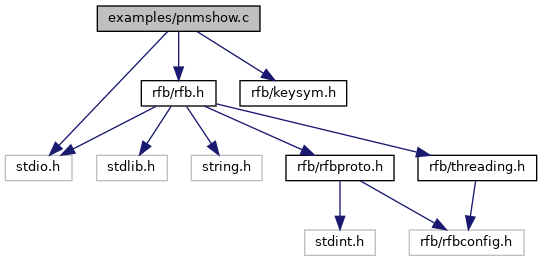 examples/pnmshow.c
rfb/rfb.h
rfb/keysym.h
stdio.h
stdlib.h
string.h
rfb/rfbproto.h
rfb/threading.h
stdint.h
rfb/rfbconfig.h